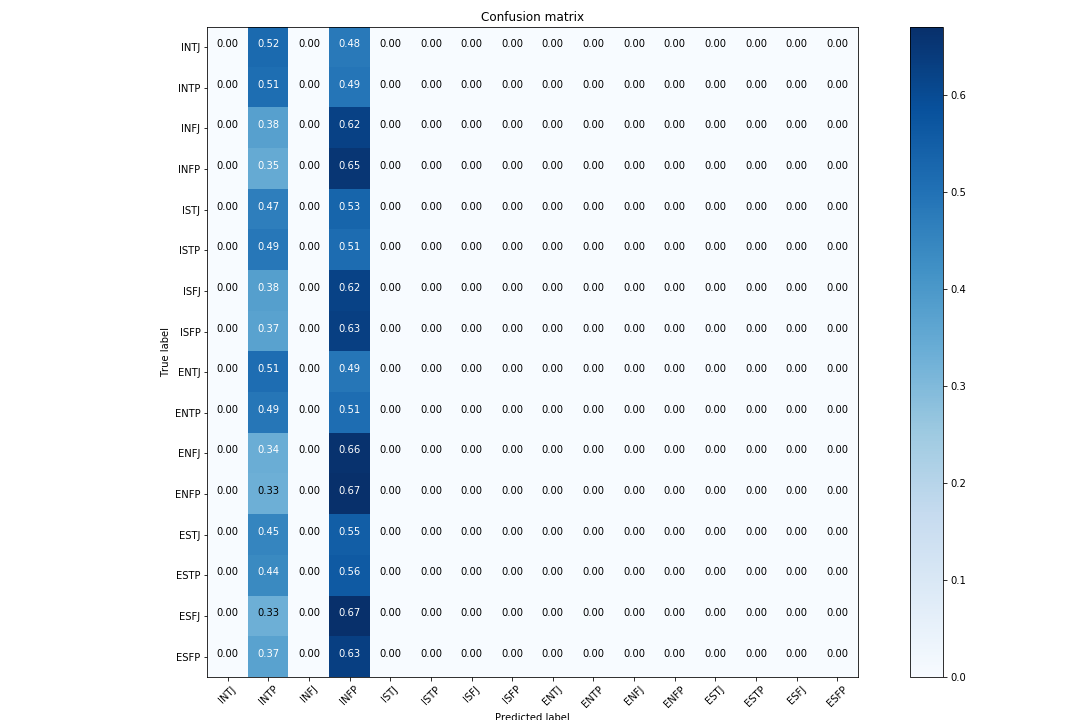 Confusion matrix
INTJ 0.00 0.52 0.00 0.48 0.00 0.00 0.00 0.00 0.00 0.00 0.00 0.00 0.00 0.00 0.00 0.00
INTP 0.00 0.51 0.00 0.49 0.00 0.00 0.00 0.00 0.00 0.00 0.00 0.00 0.00 0.00 0.00 0.00
INFJ 0.00 0.38 0.00 0.62 0.00 0.00 0.00 0.00 0.00 0.00 0.00 0.00 0.00 0.00 0.00 0.00
INFP 0.00 0.35 0.00 0.65 0.00 0.00 0.00 0.00 0.00 0.00 0.00 0.00 0.00 0.00 0.00 0.00
ISTJ 0.00 0.47 0.00 0.53 0.00 0.00 0.00 0.00 0.00 0.00 0.00 0.00 0.00 0.00 0.00 0.00
ISTP 0.00 0.49 0.00 0.51 0.00 0.00 0.00 0.00 0.00 0.00 0.00 0.00 0.00 0.00 0.00 0.00
ISFJ 0.00 0.38 0.00 0.62 0.00 0.00 0.00 0.00 0.00 0.00 0.00 0.00 0.00 0.00 0.00 0.00
ISFP 0.00 0.37 0.00 0.63 0.00 0.00 0.00 0.00 0.00 0.00 0.00 0.00 0.00 0.00 0.00 0.00
ENTJ 0.00 0.51 0.00 0.49 0.00 0.00 0.00 0.00 0.00 0.00 0.00 0.00 0.00 0.00 0.00 0.00
ENTP 0.00 0.49 0.00 0.51 0.00 0.00 0.00 0.00 0.00 0.00 0.00 0.00 0.00 0.00 0.00 0.00
ENFJ 0.00 0.34 0.00 0.66 0.00 0.00 0.00 0.00 0.00 0.00 0.00 0.00 0.00 0.00 0.00 0.00
ENFP 0.00 0.33 0.00 0.67 0.00 0.00 0.00 0.00 0.00 0.00 0.00 0.00 0.00 0.00 0.00 0.00
ESTJ 0.00 0.45 0.00 0.55 0.00 0.00 0.00 0.00 0.00 0.00 0.00 0.00 0.00 0.00 0.00 0.00
ESTP 0.00 0.44 0.00 0.56 0.00 0.00 0.00 0.00 0.00 0.00 0.00 0.00 0.00 0.00 0.00 0.00
ESFJ 0.00 0.33 0.00 0.67 0.00 0.00 0.00 0.00 0.00 0.00 0.00 0.00 0.00 0.00 0.00 0.00
ESFP 0.00 0.37 0.00 0.63 0.00 0.00 0.00 0.00 0.00 0.00 0.00 0.00 0.00 0.00 0.00 0.00
True label
INTJ INTP INFJ INFP ISTJ ISTP ISFJ ISFP ENTJ ENTP ENFJ ENFP ESTJ ESTP ESFJ ESFP
Predicted label
0.6
0.5
0.4
0.3
0.2
0.1
0.0